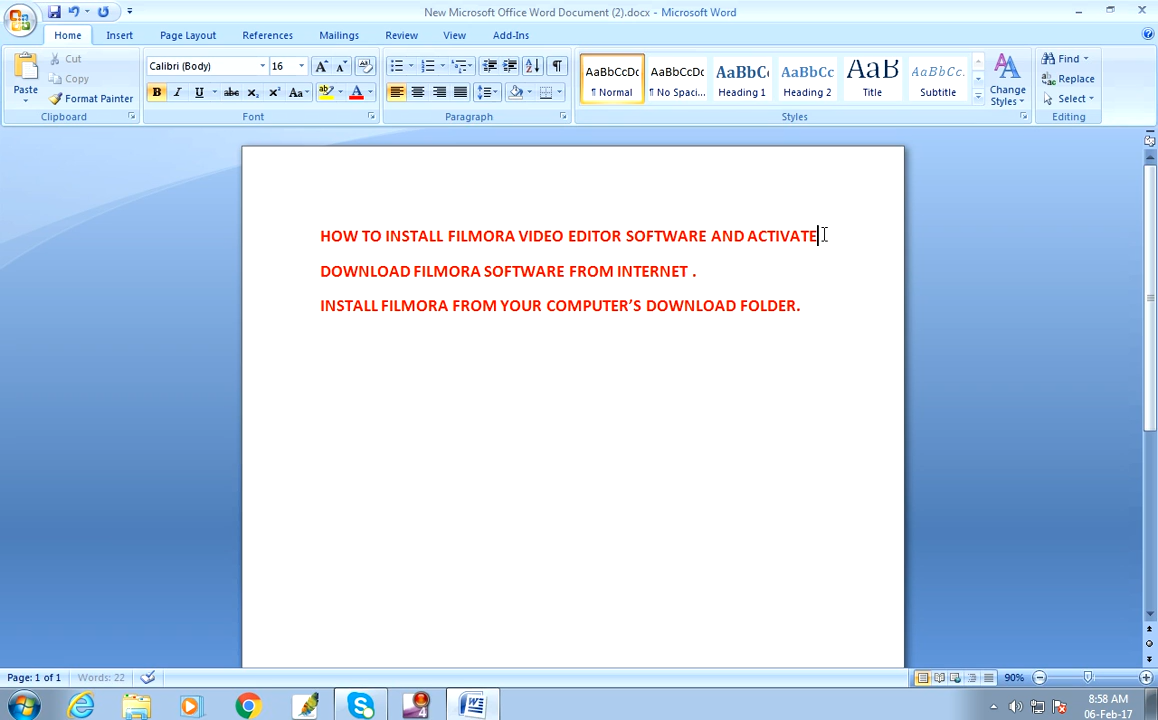 New Microsoft Office Word Document (2).docx - Microsoft Word
Home Insert Page Layout References Mailings Review View Add-Ins
Paste Cut Copy Format Painter Clipboard
Calibri (Body) 16 Font
Paragraph
AaBbCcDc AaBbCcDc AaBbCc AaBbCc AaB AaBbCc.
¶ Normal ¶ No Spaci... Heading 1 Heading 2 Title Subtitle
Change Styles Styles
Find Replace Select Editing
HOW TO INSTALL FILMORA VIDEO EDITOR SOFTWARE AND ACTIVATE
DOWNLOAD FILMORA SOFTWARE FROM INTERNET .
INSTALL FILMORA FROM YOUR COMPUTER’S DOWNLOAD FOLDER.
Page: 1 of 1 Words: 22 90%
8:58 AM
06-Feb-17